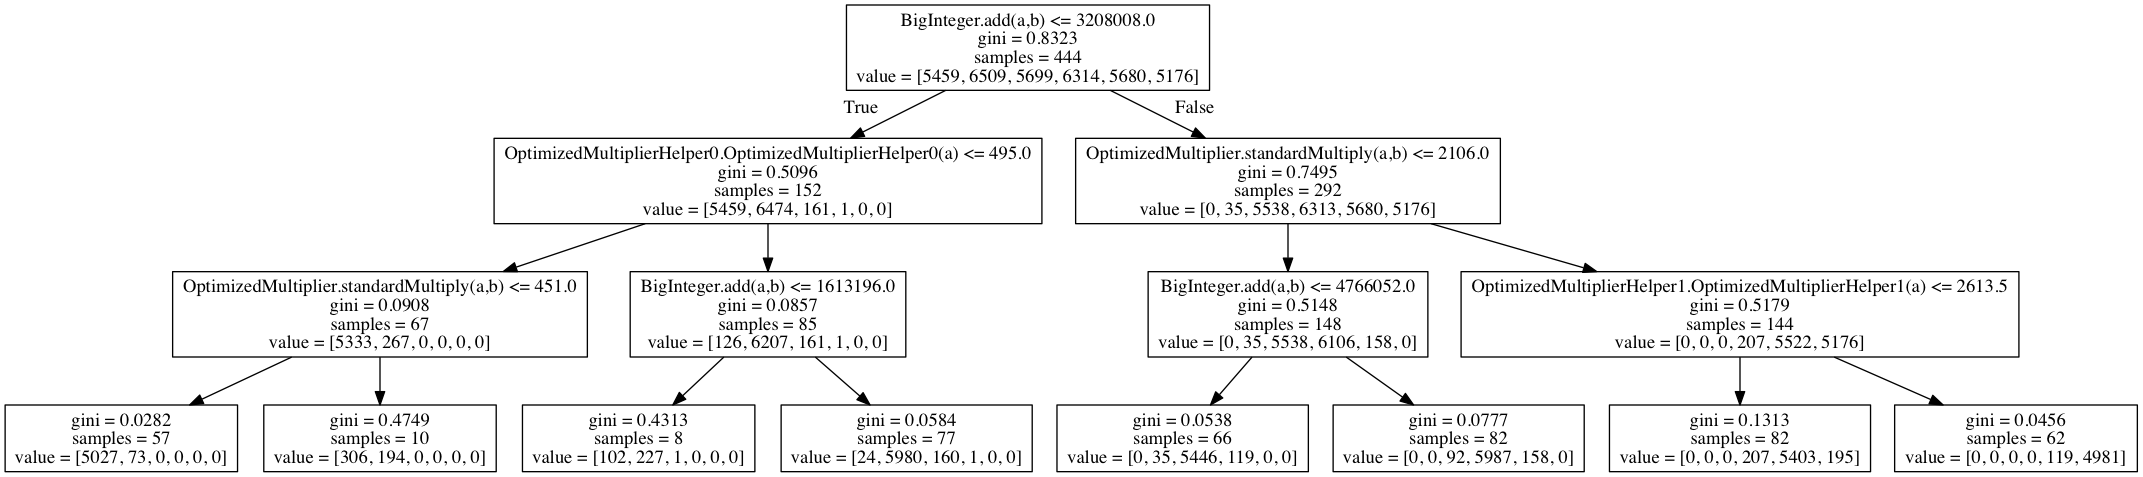 BigInteger.add(a,b) <= 3208008.0
gini = 0.8323
samples = 444
value = [5459, 6509, 5699, 6314, 5680, 5176]
True
False
OptimizedMultiplierHelper0.OptimizedMultiplierHelper0(a) <= 495.0
gini = 0.5096
samples = 152
value = [5459, 6474, 161, 1, 0, 0]
OptimizedMultiplier.standardMultiply(a,b) <= 2106.0
gini = 0.7495
samples = 292
value = [0, 35, 5538, 6313, 5680, 5176]
OptimizedMultiplier.standardMultiply(a,b) <= 451.0
gini = 0.0908
samples = 67
value = [5333, 267, 0, 0, 0, 0]
BigInteger.add(a,b) <= 1613196.0
gini = 0.0857
samples = 85
value = [126, 6207, 161, 1, 0, 0]
BigInteger.add(a,b) <= 4766052.0
gini = 0.5148
samples = 148
value = [0, 35, 5538, 6106, 158, 0]
OptimizedMultiplierHelper1.OptimizedMultiplierHelper1(a) <= 2613.5
gini = 0.5179
samples = 144
value = [0, 0, 0, 207, 5522, 5176]
gini = 0.0282
samples = 57
value = [5027, 73, 0, 0, 0, 0]
gini = 0.4749
samples = 10
value = [306, 194, 0, 0, 0, 0]
gini = 0.4313
samples = 8
value = [102, 227, 1, 0, 0, 0]
gini = 0.0584
samples = 77
value = [24, 5980, 160, 1, 0, 0]
gini = 0.0538
samples = 66
value = [0, 35, 5446, 119, 0, 0]
gini = 0.0777
samples = 82
value = [0, 0, 92, 5987, 158, 0]
gini = 0.1313
samples = 82
value = [0, 0, 0, 207, 5403, 195]
gini = 0.0456
samples = 62
value = [0, 0, 0, 0, 119, 4981]